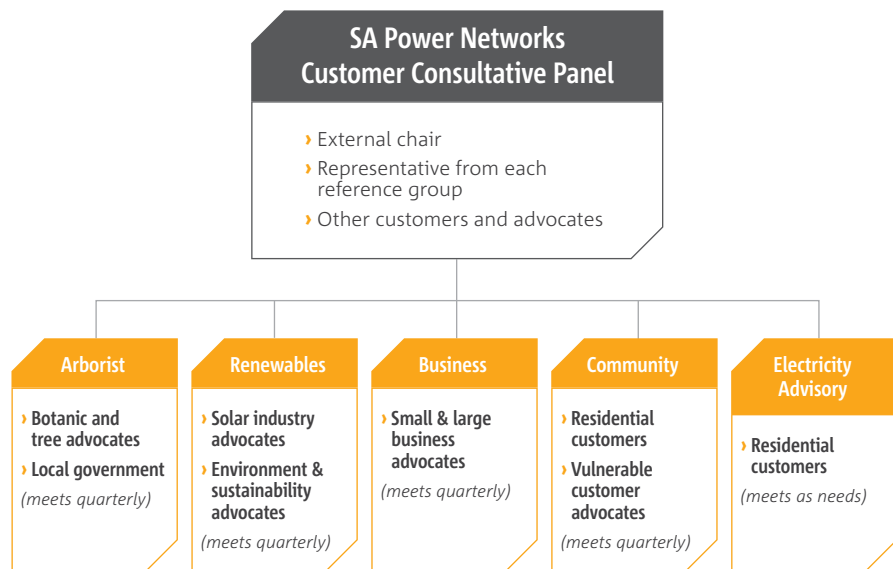 SA Power Networks
Customer Consultative Panel
› External chair
› Representative from each
reference group
› Other customers and advocates
Arborist
› Botanic and
tree advocates
› Local government
(meets quarterly)
Renewables
› Solar industry
advocates
› Environment &
sustainability
advocates
(meets quarterly)
Business
› Small & large
business
advocates
(meets quarterly)
Community
› Residential
customers
› Vulnerable
customer
advocates
(meets quarterly)
Electricity
Advisory
› Residential
customers
(meets as needs)